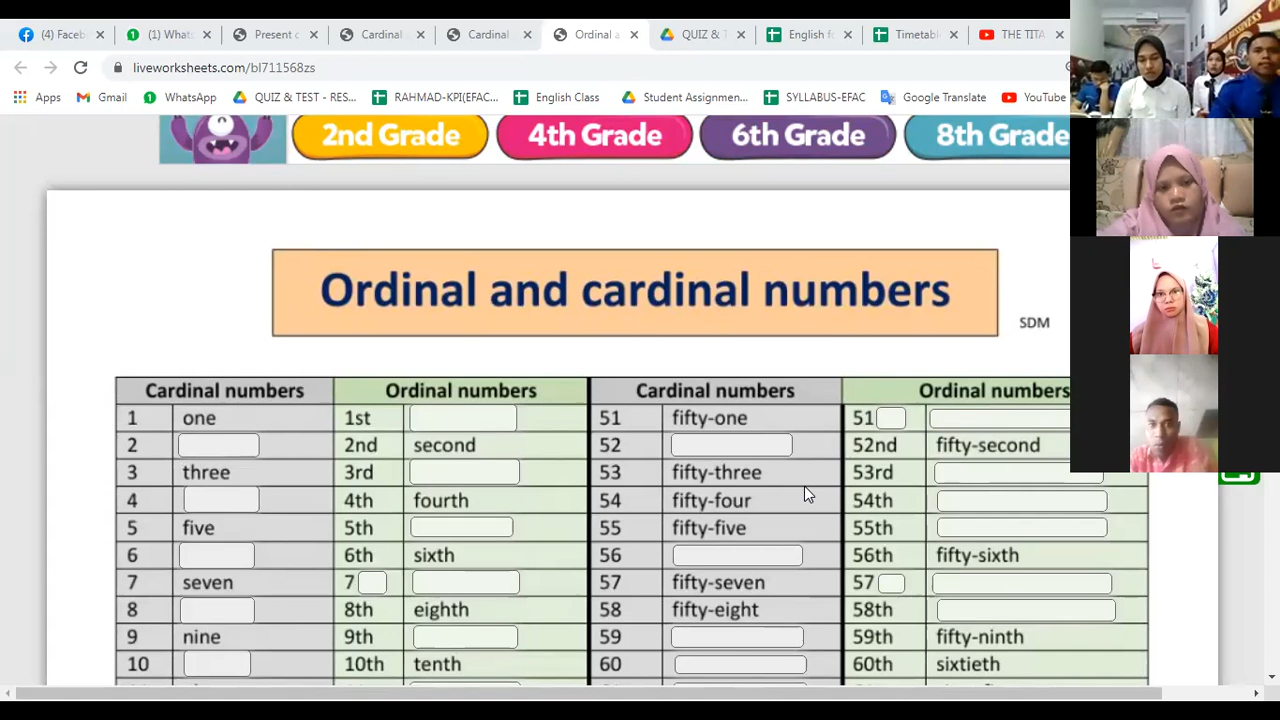 (4) Faceb
(1) Whats
Present c
Cardinal
Cardinal
Ordinal a
QUIZ &
English fo
Timetable
THE TITA
liveworksheets.com/bl711568zs
Apps
Gmail
WhatsApp
QUIZ & TEST - RES...
RAHMAD-KPI(EFAC...
English Class
Student Assignmen...
SYLLABUS-EFAC
Google Translate
YouTube
2nd Grade
4th Grade
6th Grade
8th Grade
Ordinal and cardinal numbers
SDM
Cardinal numbers Ordinal numbers Cardinal numbers Ordinal numbers
1 one 1st 51 fifty-one 51
2 2nd second 52 52nd fifty-second
3 three 3rd 53 fifty-three 53rd
4 4th fourth 54 fifty-four 54th
5 five 5th 55 fifty-five 55th
6 6th sixth 56 56th fifty-sixth
7 seven 7 57 fifty-seven 57
8 8th eighth 58 fifty-eight 58th
9 nine 9th 59 59th fifty-ninth
10 10th tenth 60 60th sixtieth